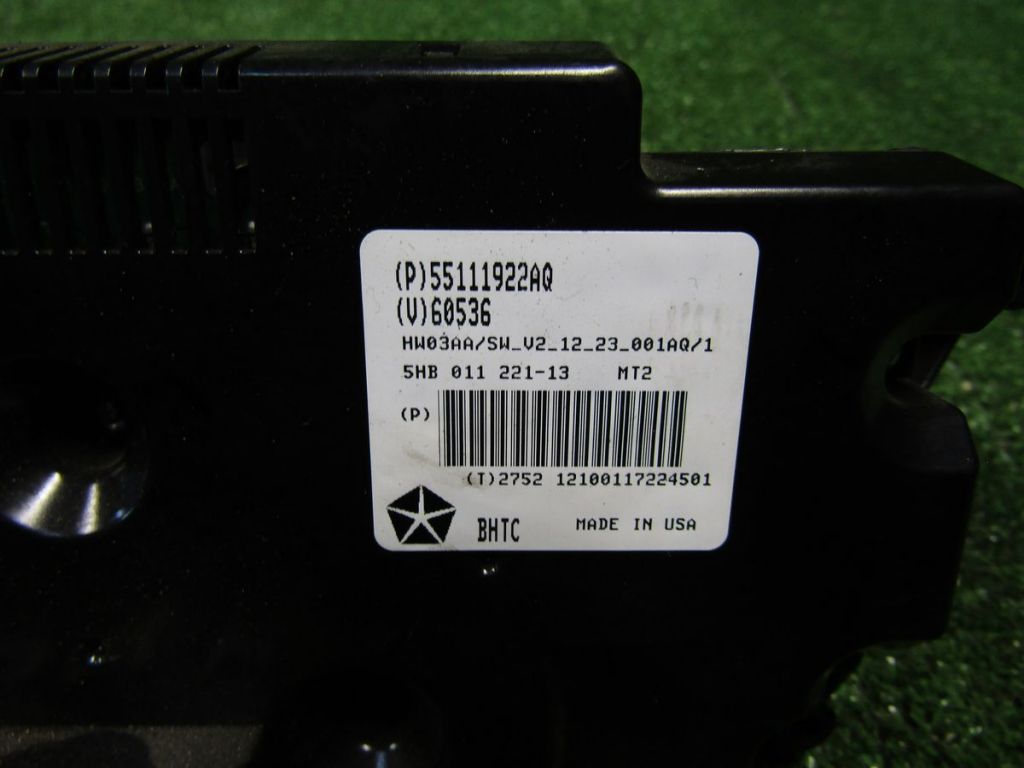 (P)55111922AQ
(V)60536
HW03AA/SW_V2_12_23_001AQ/1
5HB 011 221-13 MT2
(P)
(T)2752 12100117224501
BHTC MADE IN USA